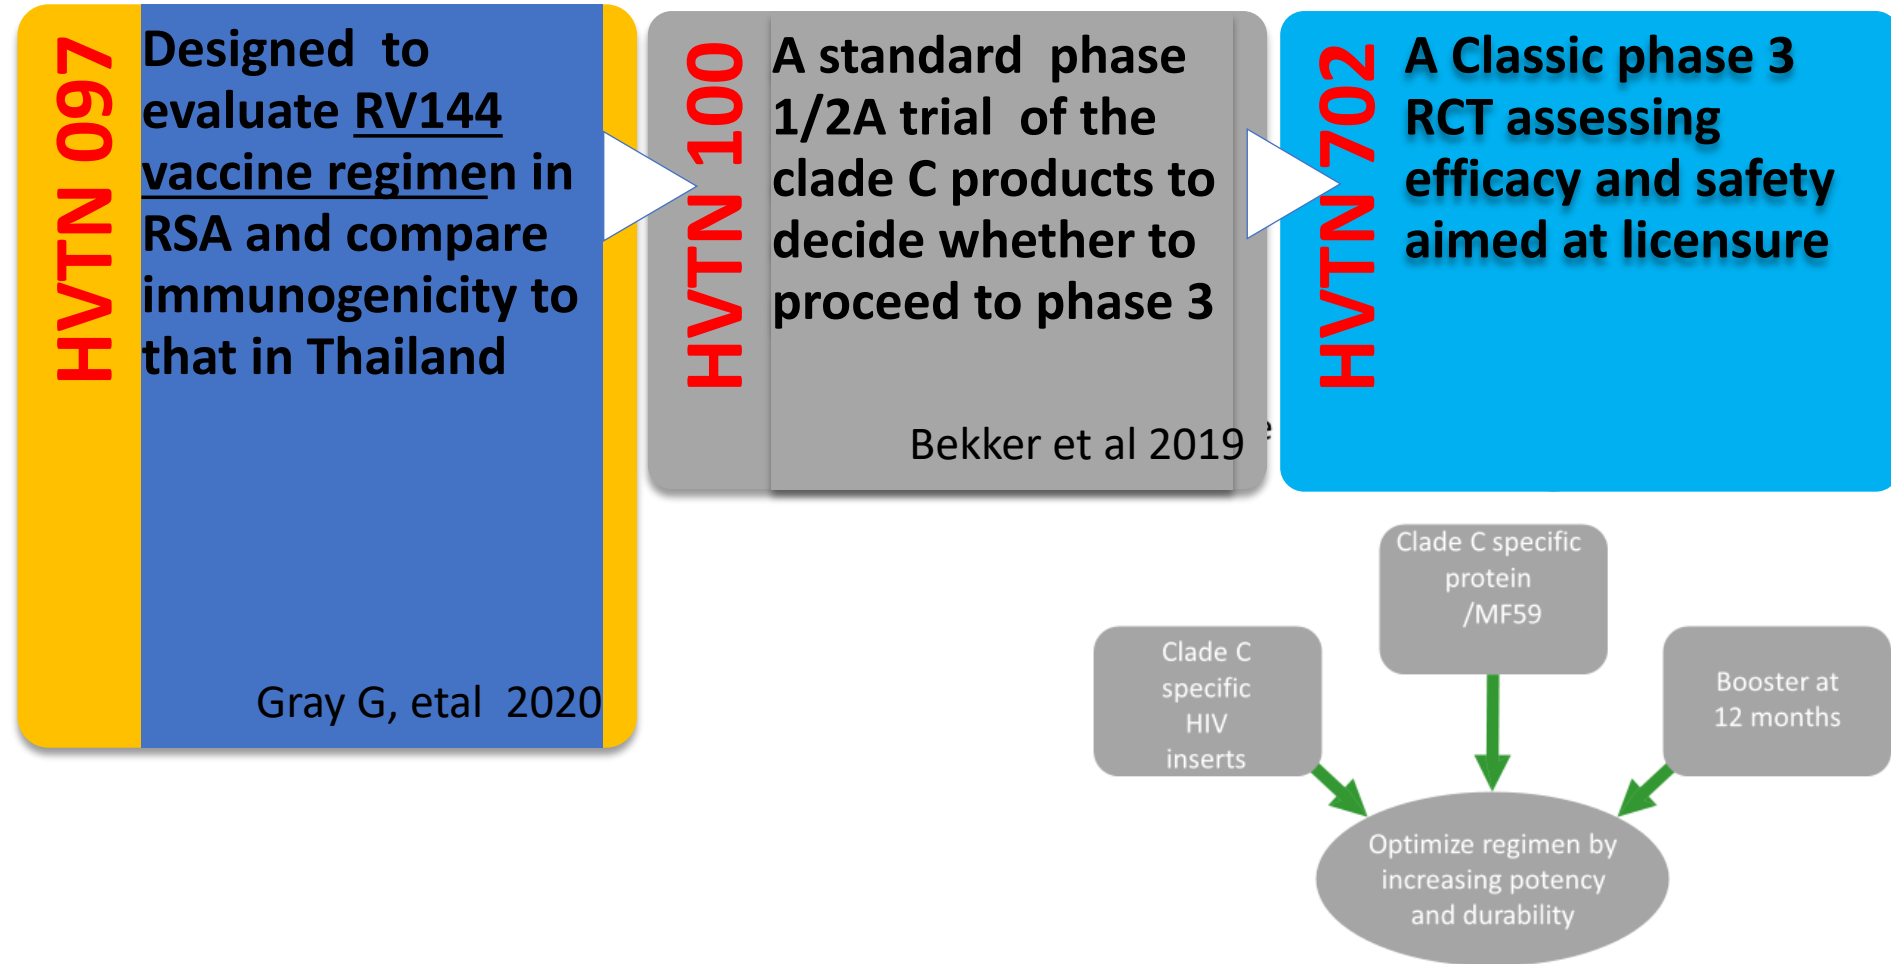 HVTN 097
Designed to
evaluate RV144
vaccine regimen in
RSA and compare
immunogenicity to
that in Thailand
Gray G, etal 2020
HVTN 100
A standard phase
1/2A trial of the
clade C products to
decide whether to
proceed to phase 3
Bekker et al 2019
HVTN 702
A Classic phase 3
RCT assessing
efficacy and safety
aimed at licensure
Clade C
specific
HIV
inserts
Clade C specific
protein
/MF59
Booster at
12 months
Optimize regimen by
increasing potency
and durability